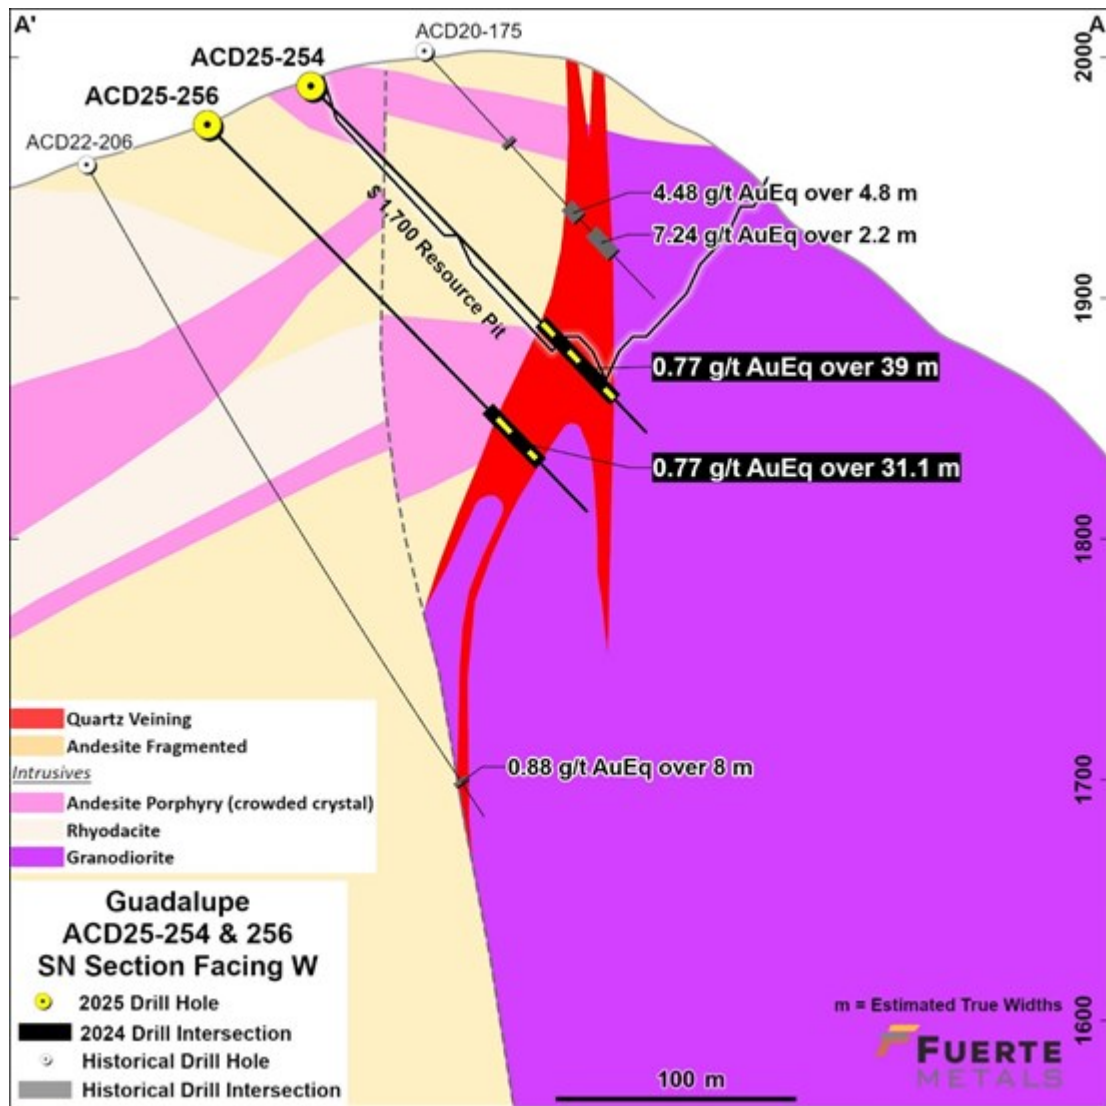 A'
A
ACD20-175
ACD25-254
ACD25-256
ACD22-206
2000
$ 1,700 Resource Pit
4.48 g/t AuEq over 4.8 m
7.24 g/t AuEq over 2.2 m
1900
0.77 g/t AuEq over 39 m
0.77 g/t AuEq over 31.1 m
1800
Quartz Veining
Andesite Fragmented
Intrusives
Andesite Porphyry (crowded crystal)
Rhyodacite
Granodiorite
0.88 g/t AuEq over 8 m
1700
Guadalupe
ACD25-254 & 256
SN Section Facing W
2025 Drill Hole
2024 Drill Intersection
Historical Drill Hole
Historical Drill Intersection
1600
m = Estimated True Widths
FUERTE
METALS
100 m